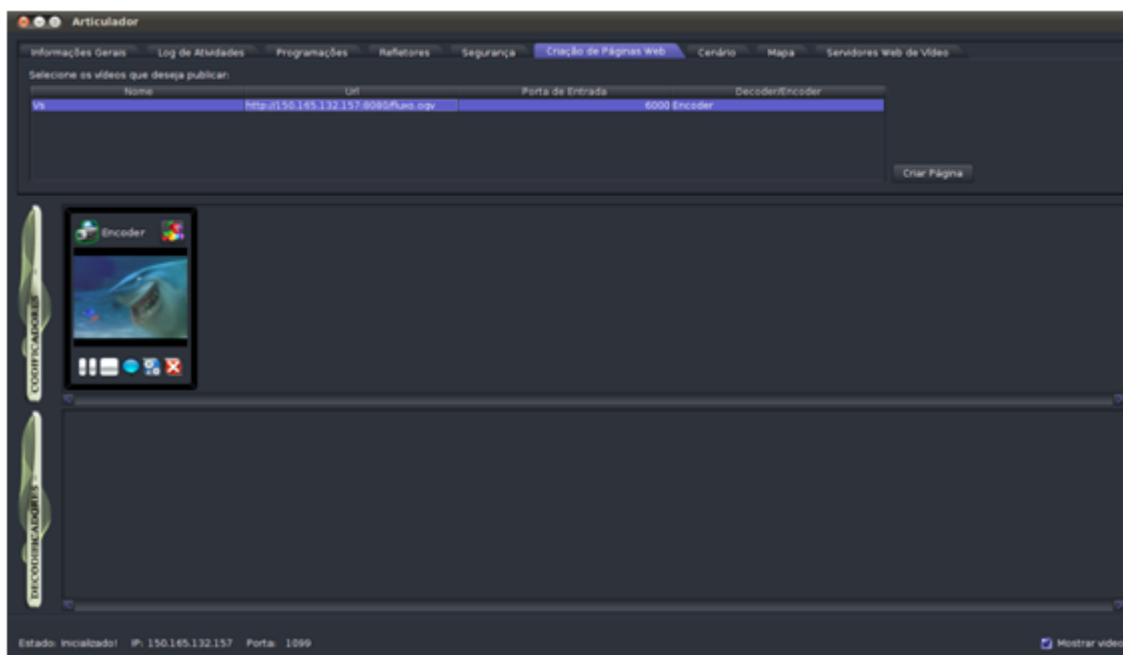 Articulador
Informações Gerais Log de Atividades Programações Refletores Segurança Criação de Páginas Web Cenário Mapa Servidores Web de Vídeo
Selecione os vídeos que deseja publicar:
Nome Url Porta de Entrada Decoder/Encoder
Vs http://150.165.132.157:8080/fluxo.ogv 6000 Encoder
Criar Página
Encoder
CODIFICADORES
DECODIFICADORES
Estado: Inicializado! IP: 150.165.132.157 Porta: 1099 Mostrar video